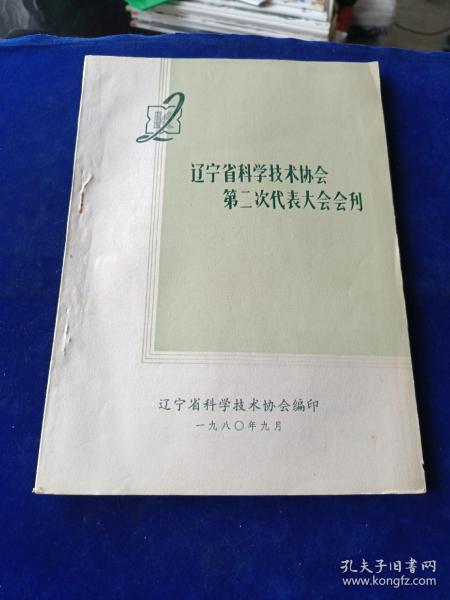 2
辽宁省科学技术协会
第二次代表大会会刊
辽宁省科学技术协会编印
一九八〇年九月
孔夫子旧书网
www.kongfz.com